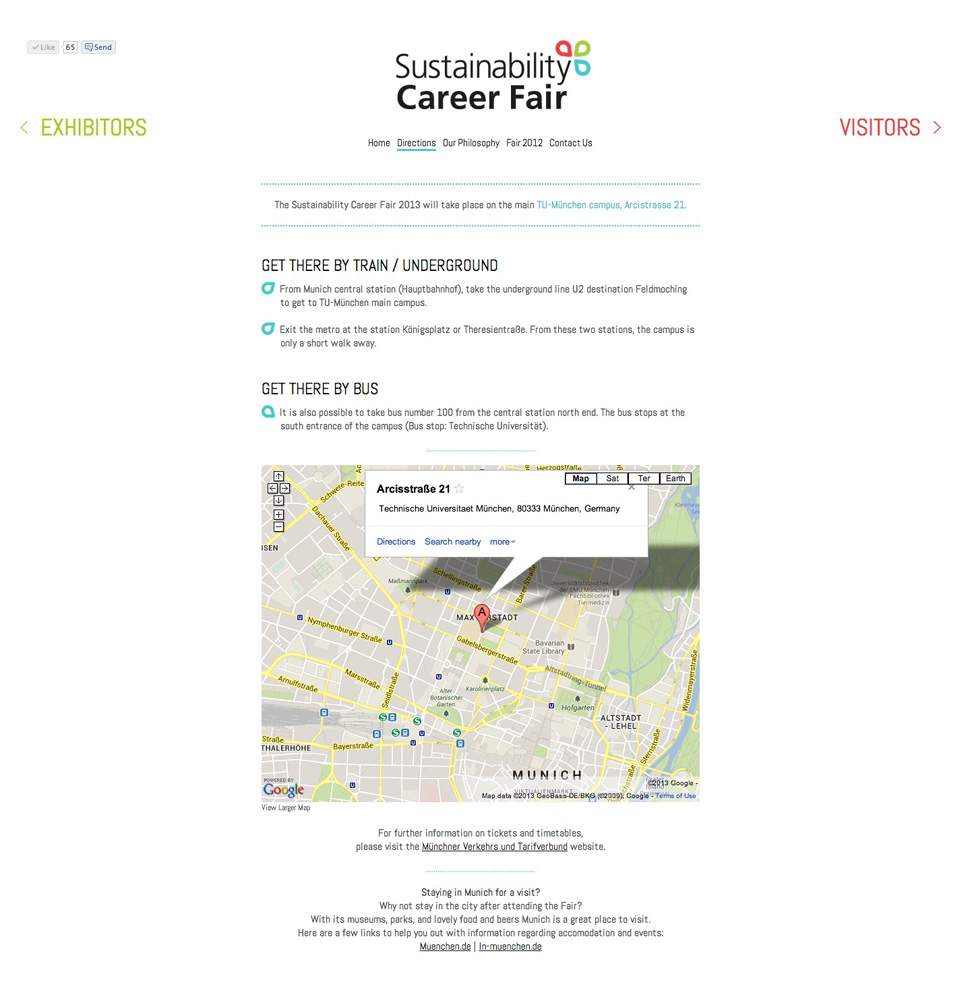 Like 65 Send
Sustainability
Career Fair
EXHIBITORS
VISITORS
Home Directions Our Philosophy Fair 2012 Contact Us
The Sustainability Career Fair 2013 will take place on the main TU-München campus, Arcistrasse 21.
GET THERE BY TRAIN / UNDERGROUND
From Munich central station (Hauptbahnhof), take the underground line U2 destination Feldmoching
to get to TU-München main campus.
Exit the metro at the station Königsplatz or Theresientraße. From these two stations, the campus is
only a short walk away.
GET THERE BY BUS
It is also possible to take bus number 100 from the central station north end. The bus stops at the
south entrance of the campus (Bus stop: Technische Universität).
Herzogstraße
Map Sat Ter Earth
Arcisstraße 21
Technische Universitaet München, 80333 München, Germany
Directions Search nearby more
Schwere-Reite
Dachauer Straße
ISEN
Maßmannpark
Schellingstraße
Barer Straße
A
Nymphenburger Straße
Gabelsbergerstraße
Bavarian
State Library
Marsstraße
Arnulfstraße
Seidlstraße
Karolinenplatz
Altstadtring-Tunnel
Alter
Botanischer
Garten
Hofgarten
Widenmayerstraße
ALTSTADT
- LEHEL
Straße
THALERHÖHE
Bayerstraße
Sternstraße
MUNICH
POWERED BY
Google
VIKTUALIENMARKT
©2013 Google -
Map data ©2013 GeoBasis-DE/BKG (©2009), Google - Terms of Use
View Larger Map
For further information on tickets and timetables,
please visit the Münchner Verkehrs und Tarifverbund website.
Staying in Munich for a visit?
Why not stay in the city after attending the Fair?
With its museums, parks, and lovely food and beers Munich is a great place to visit.
Here are a few links to help you out with information regarding accomodation and events:
Muenchen.de | In-muenchen.de